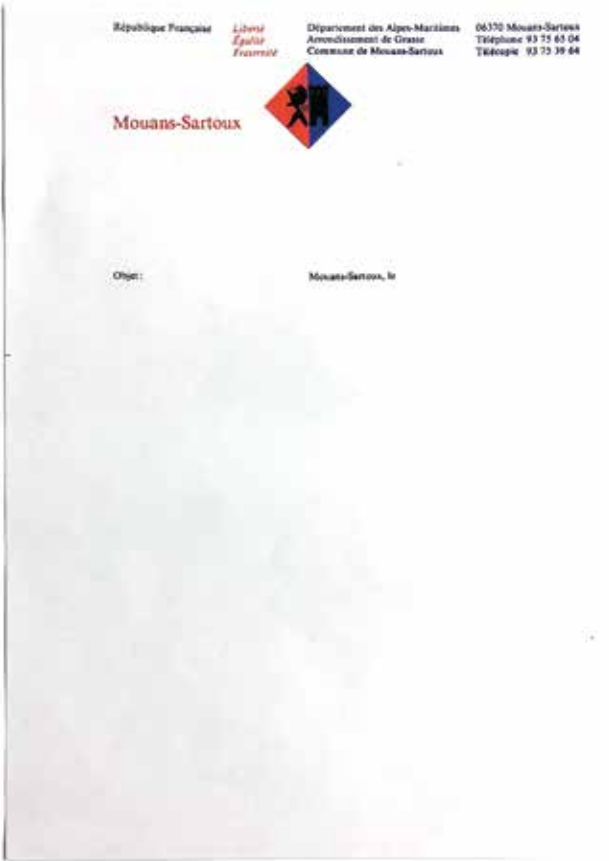 République Française
Liberté
Égalité
Fraternité
Département des Alpes-Maritimes
Arrondissement de Grasse
Commune de Mouans-Sartoux
06370 Mouans-Sartoux
Téléphone 93 75 65 04
Télécopie 93 75 39 64
Mouans-Sartoux
Objet :
Mouans-Sartoux, le